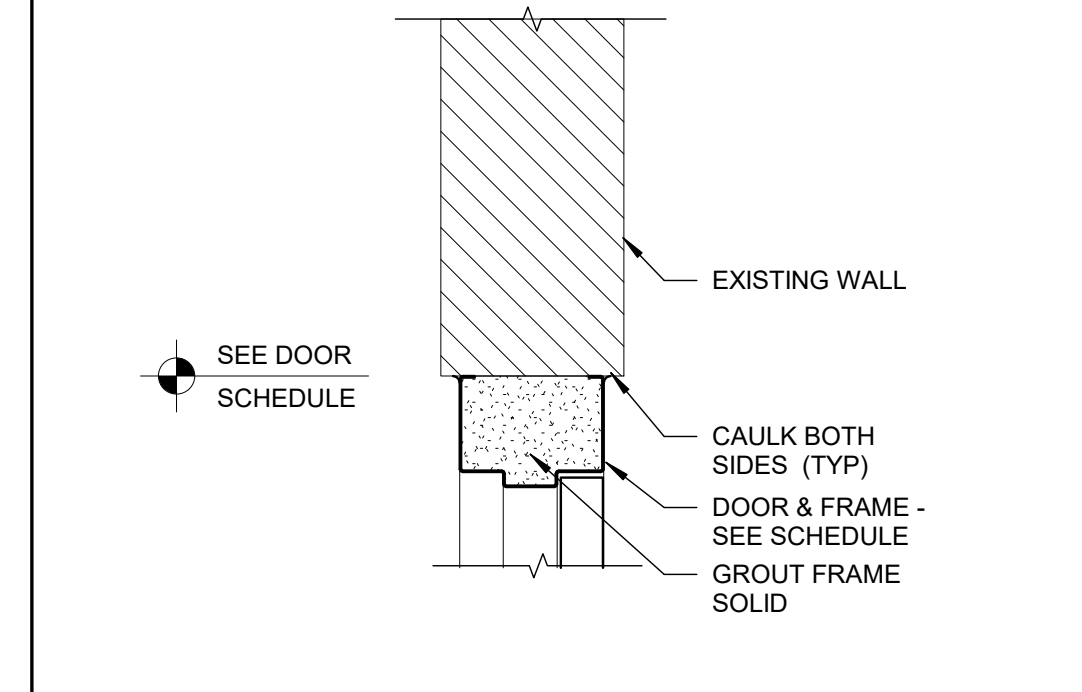 EXISTING WALL
SEE DOOR
SCHEDULE
CAULK BOTH
SIDES (TYP)
DOOR & FRAME -
SEE SCHEDULE
GROUT FRAME
SOLID